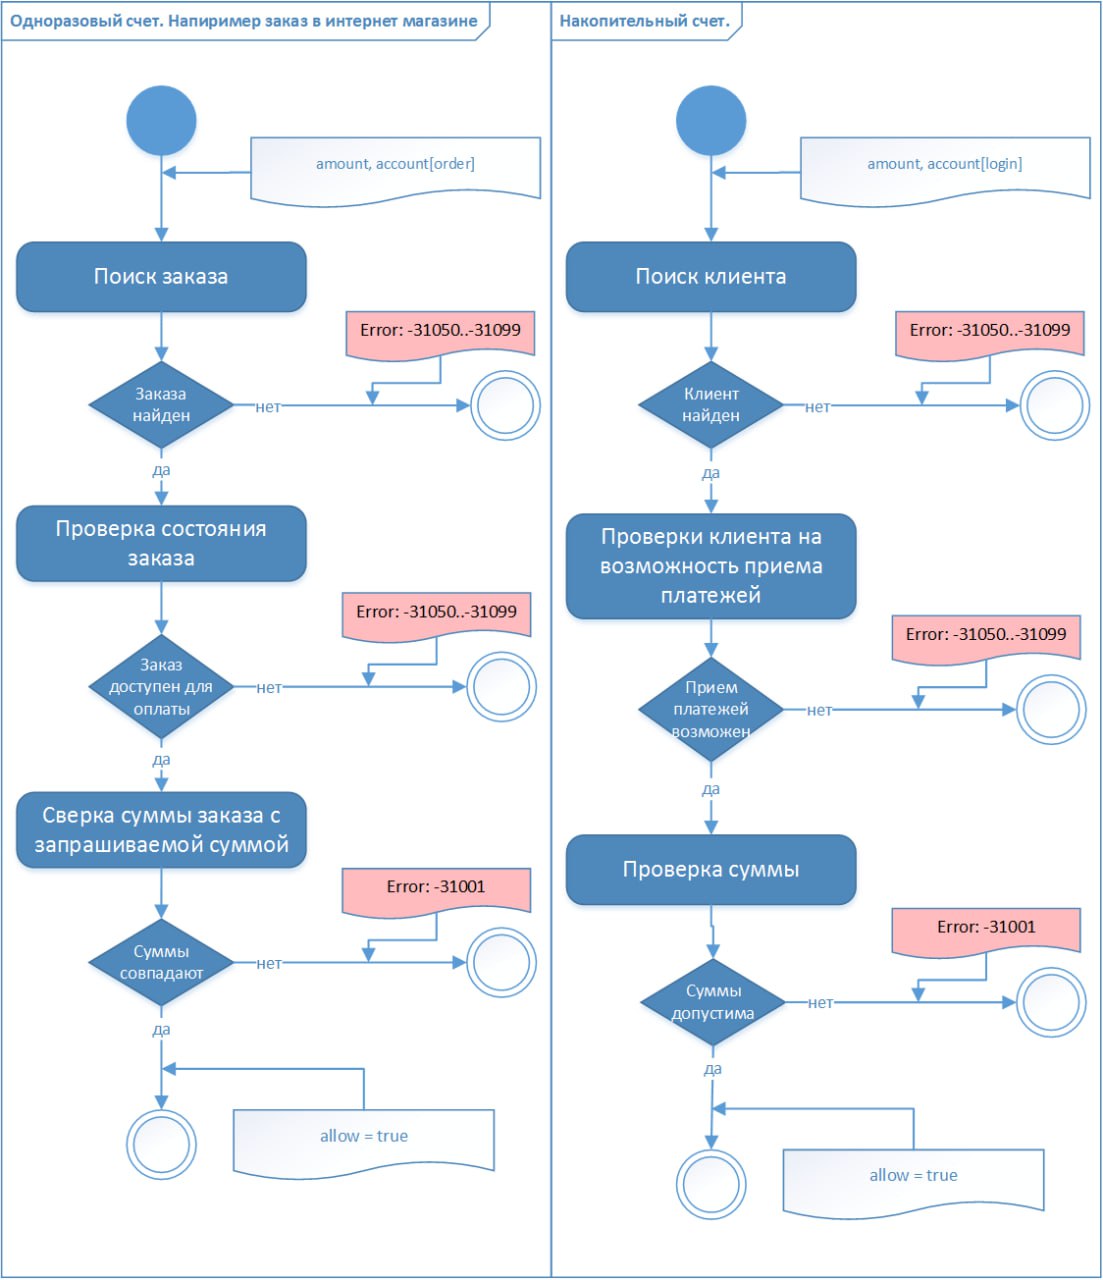 Одноразовый счет. Напиример заказ в интернет магазине
amount, account[order]
Поиск заказа
Error: -31050..-31099
Заказа
найден
нет
да
Проверка состояния
заказа
Error: -31050..-31099
Заказ
доступен для
оплаты
нет
да
Сверка суммы заказа с
запрашиваемой суммой
Error: -31001
Суммы
совпадают
нет
да
allow = true
Накопительный счет.
amount, account[login]
Поиск клиента
Error: -31050..-31099
Клиент
найден
нет
да
Проверки клиента на
возможность приема
платежей
Error: -31050..-31099
Прием
платежей
возможен
нет
да
Проверка суммы
Error: -31001
Суммы
допустима
нет
да
allow = true